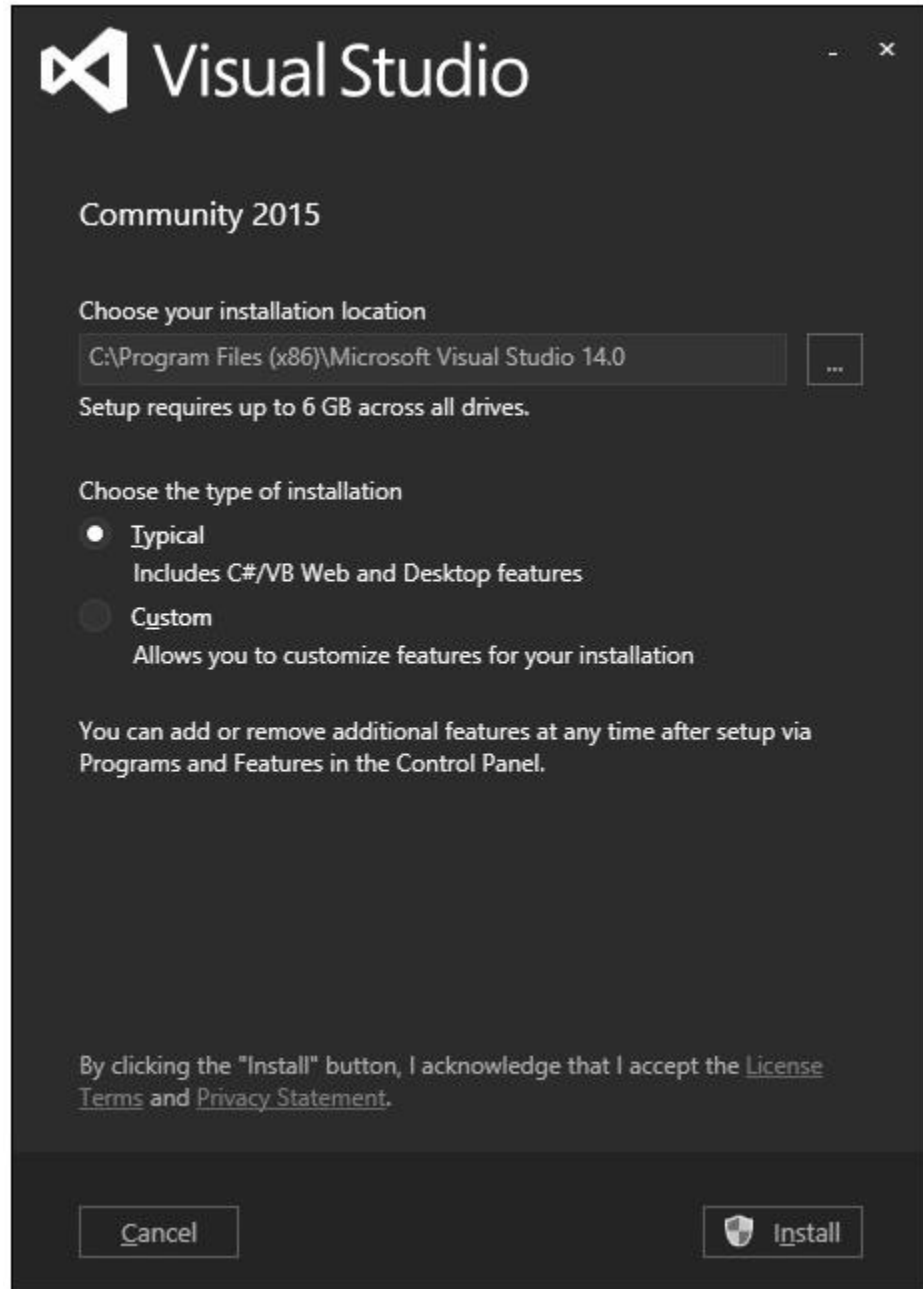 Visual Studio
Community 2015
Choose your installation location
C:\Program Files (x86)\Microsoft Visual Studio 14.0
...
Setup requires up to 6 GB across all drives.
Choose the type of installation
Typical
Includes C#/VB Web and Desktop features
Custom
Allows you to customize features for your installation
You can add or remove additional features at any time after setup via
Programs and Features in the Control Panel.
By clicking the "Install" button, I acknowledge that I accept the License
Terms and Privacy Statement.
Cancel
Install